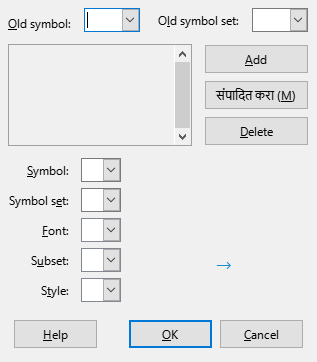 Old symbol: Old symbol set:
Add
संपादित करा (M)
Delete
Symbol:
Symbol set:
Font:
Subset:
Style:
→
Help OK Cancel